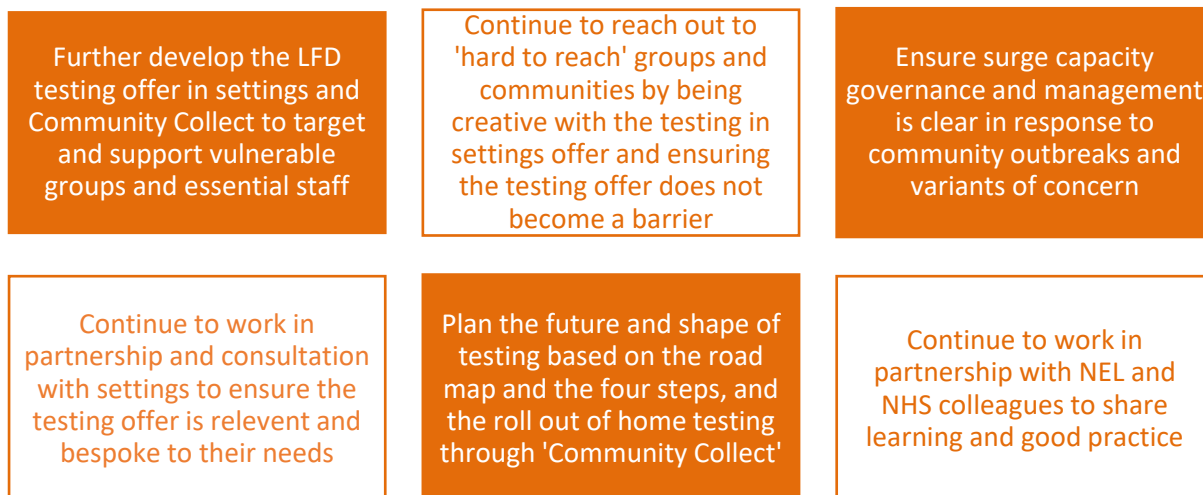 Further develop the LFD
testing offer in settings and
Community Collect to target
and support vulnerable
groups and essential staff
Continue to reach out to
'hard to reach' groups and
communities by being
creative with the testing in
settings offer and ensuring
the testing offer does not
become a barrier
Ensure surge capacity
governance and management
is clear in response to
community outbreaks and
variants of concern
Continue to work in
partnership and consultation
with settings to ensure the
testing offer is relevent and
bespoke to their needs
Plan the future and shape of
testing based on the road
map and the four steps, and
the roll out of home testing
through 'Community Collect'
Continue to work in
partnership with NEL and
NHS colleagues to share
learning and good practice